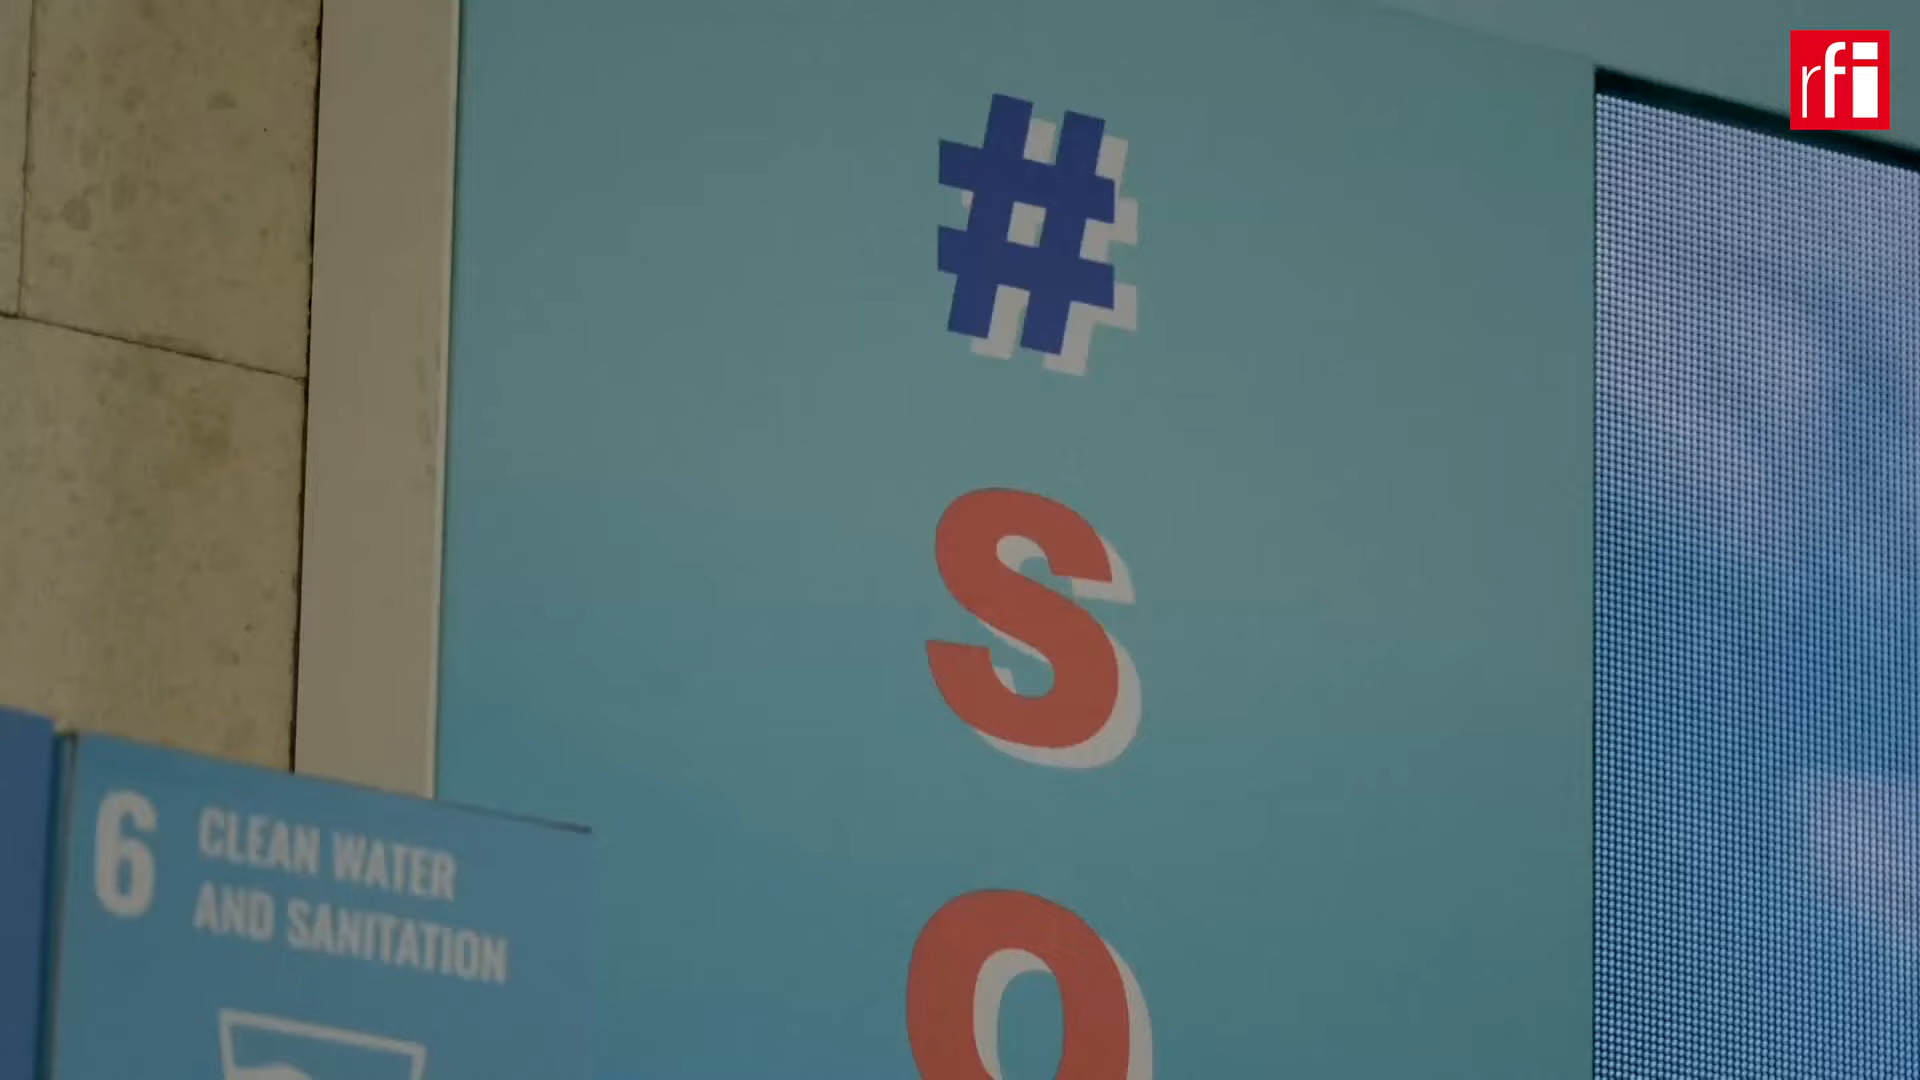 rfi
#
S
O
6 CLEAN WATER
AND SANITATION